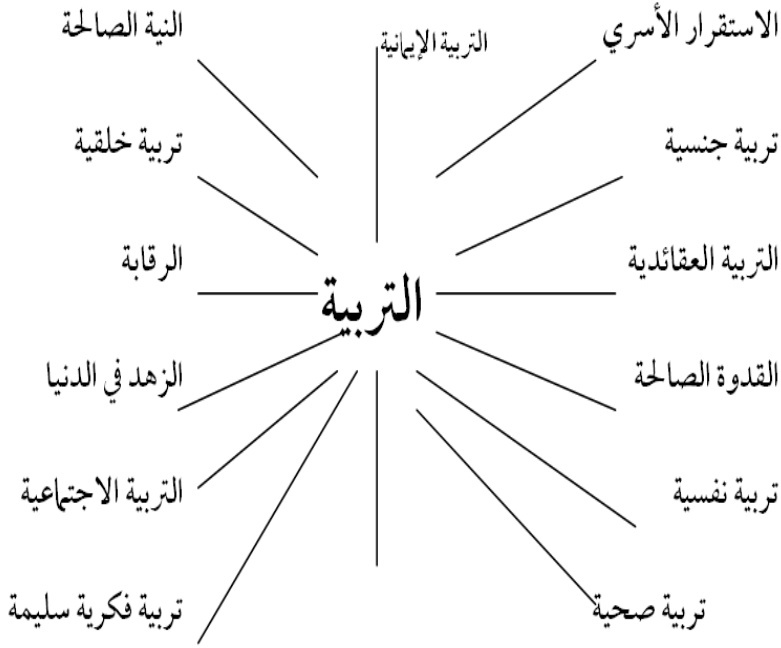 الاستقرار الأسري
التربية الإيمانية
النية الصالحة
تربية جنسية
تربية خلقية
التربية العقائدية
الرقابة
التربية
القدوة الصالحة
الزهد في الدنيا
تربية نفسية
التربية الاجتماعية
تربية صحية
تربية فكرية سليمة